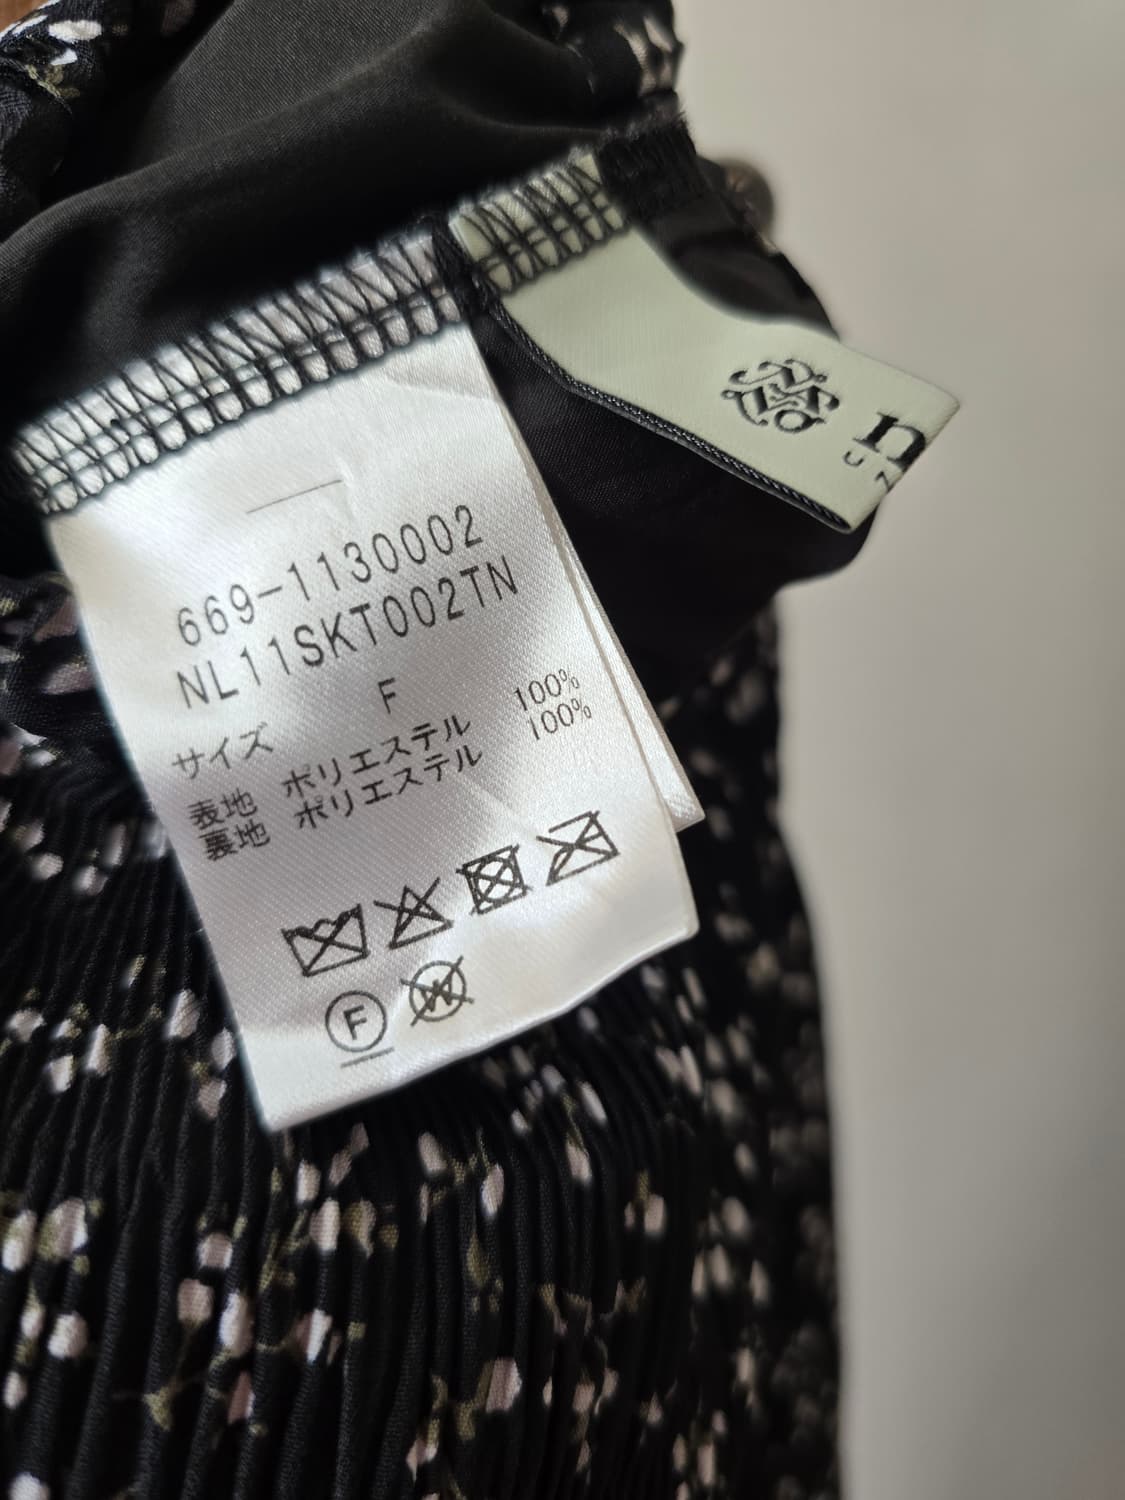 669-1130002
NL11SKT002TN
サイズ F
表地 ポリエステル 100%
裏地 ポリエステル 100%
F W
n
U N